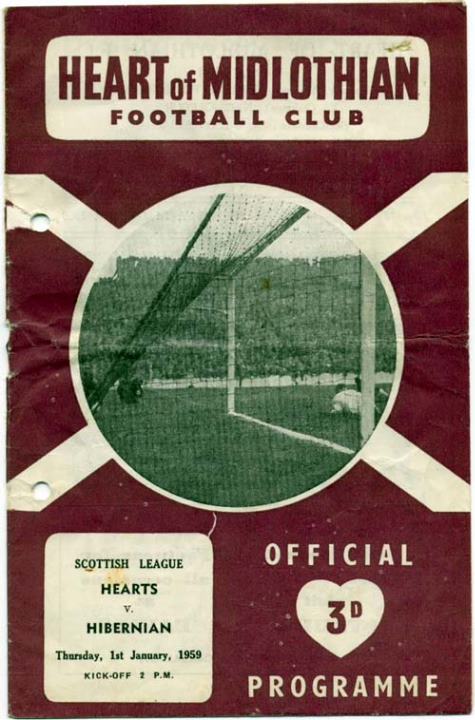 HEART of MIDLOTHIAN
FOOTBALL CLUB
SCOTTISH LEAGUE
HEARTS
V.
HIBERNIAN
Thursday, 1st January, 1959
KICK-OFF 2 P.M.
OFFICIAL
3D
PROGRAMME